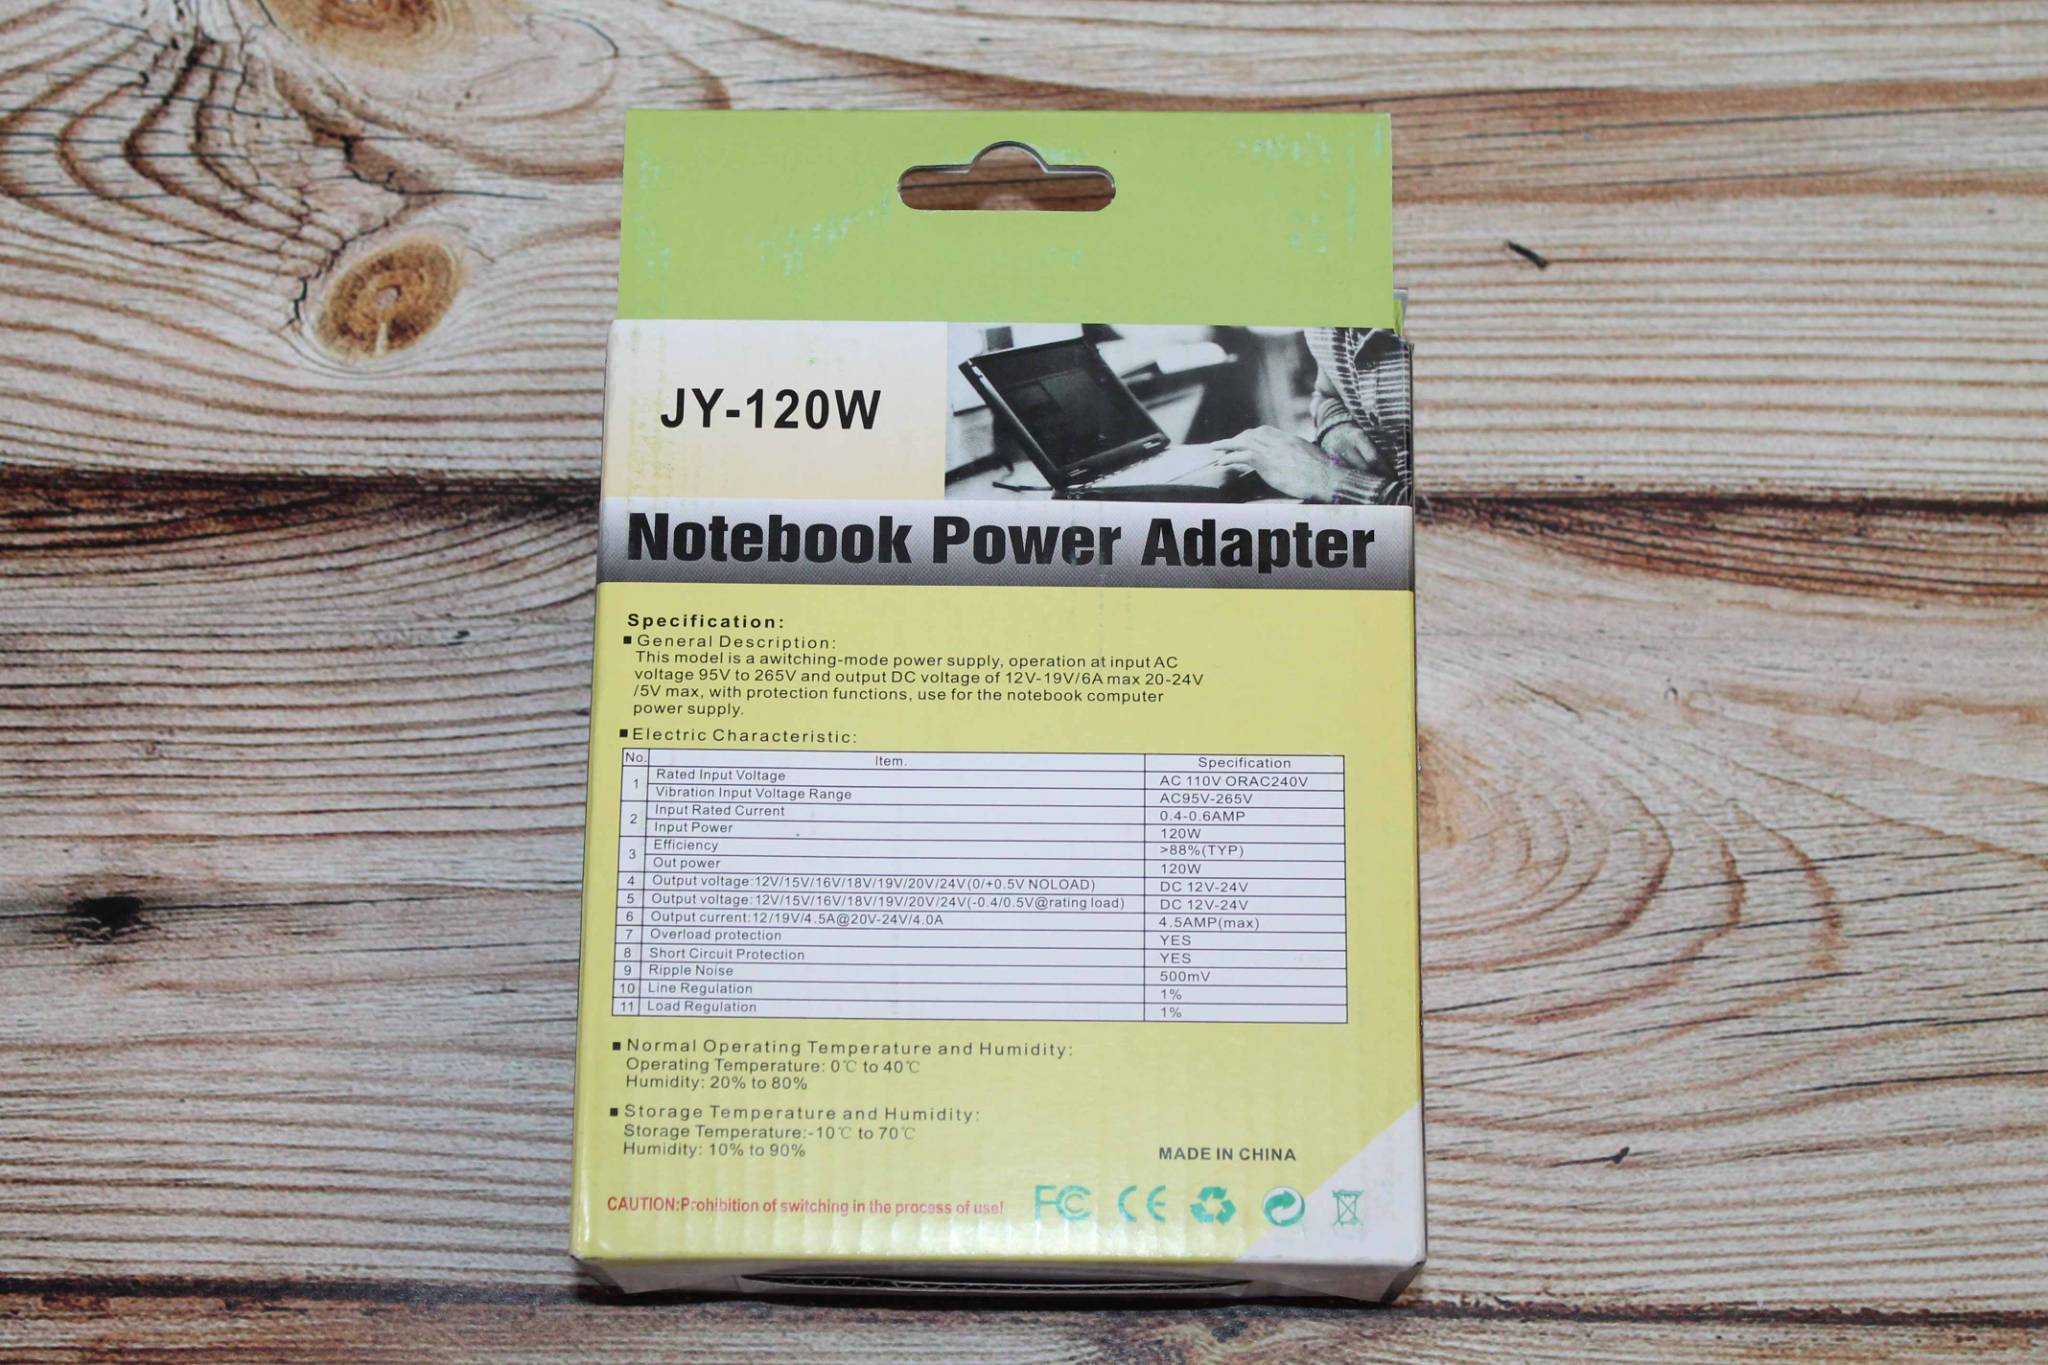 JY-120W
Notebook Power Adapter
Specification:
■ General Description:
This model is a awitching-mode power supply, operation at input AC
voltage 95V to 265V and output DC voltage of 12V-19V/6A max 20-24V
/5V max, with protection functions, use for the notebook computer
power supply.
■ Electric Characteristic:
No. Item. Specification
1 Rated Input Voltage AC 110V ORAC240V
Vibration Input Voltage Range AC95V-265V
2 Input Rated Current 0.4-0.6AMP
Input Power 120W
3 Efficiency >88%(TYP)
Out power 120W
4 Output voltage:12V/15V/16V/18V/19V/20V/24V(0/+0.5V NOLOAD) DC 12V-24V
5 Output voltage:12V/15V/16V/18V/19V/20V/24V(-0.4/0.5V@rating load) DC 12V-24V
6 Output current:12/19V/4.5A@20V-24V/4.0A 4.5AMP(max)
7 Overload protection YES
8 Short Circuit Protection YES
9 Ripple Noise 500mV
10 Line Regulation 1%
11 Load Regulation 1%
■ Normal Operating Temperature and Humidity:
Operating Temperature: 0℃ to 40℃
Humidity: 20% to 80%
■ Storage Temperature and Humidity:
Storage Temperature:-10℃ to 70℃
Humidity: 10% to 90%
MADE IN CHINA
CAUTION:Prohibition of switching in the process of use!
FC CE